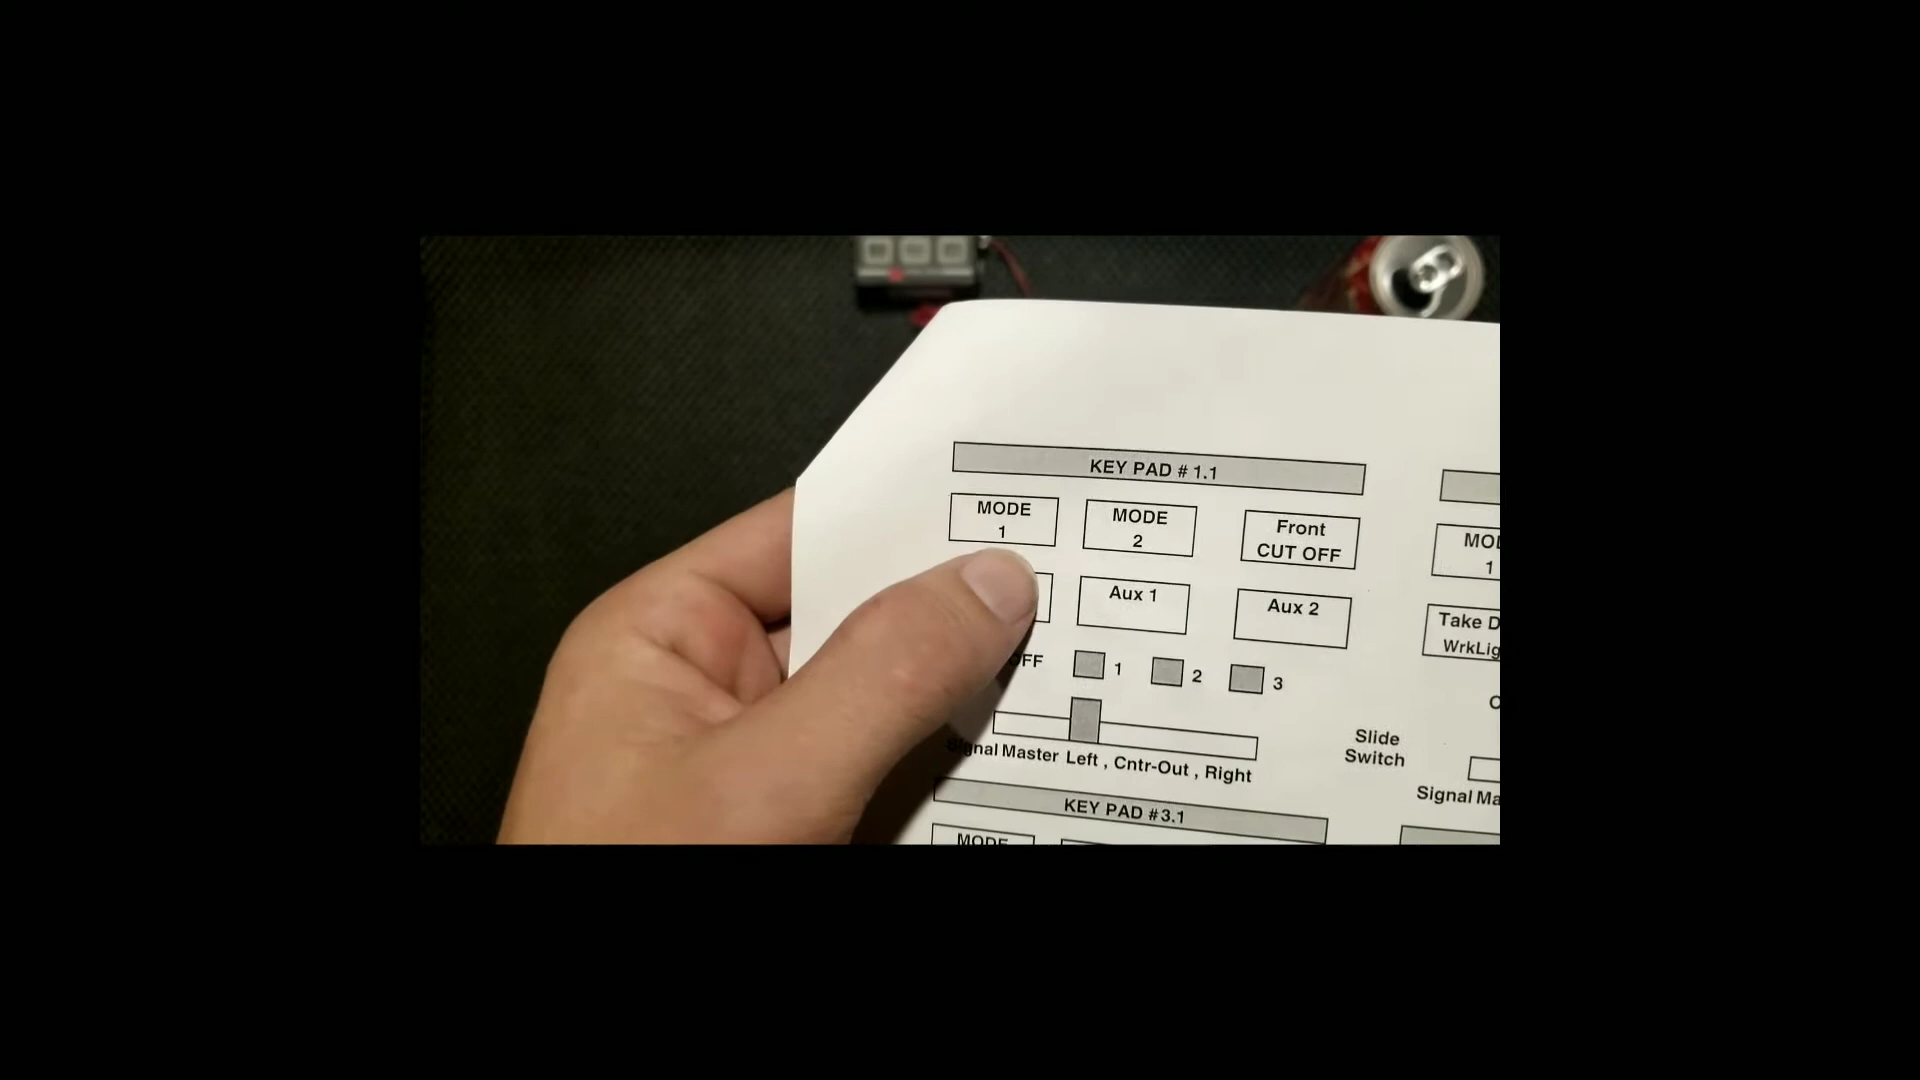 KEY PAD # 1.1
MODE
1
MODE
2
Front
CUT OFF
Aux 1
Aux 2
OFF
1
2
3
Signal Master Left , Cntr-Out , Right
Slide
Switch
KEY PAD #3.1
MODE
1
Take
WrkLig
Signal Ma